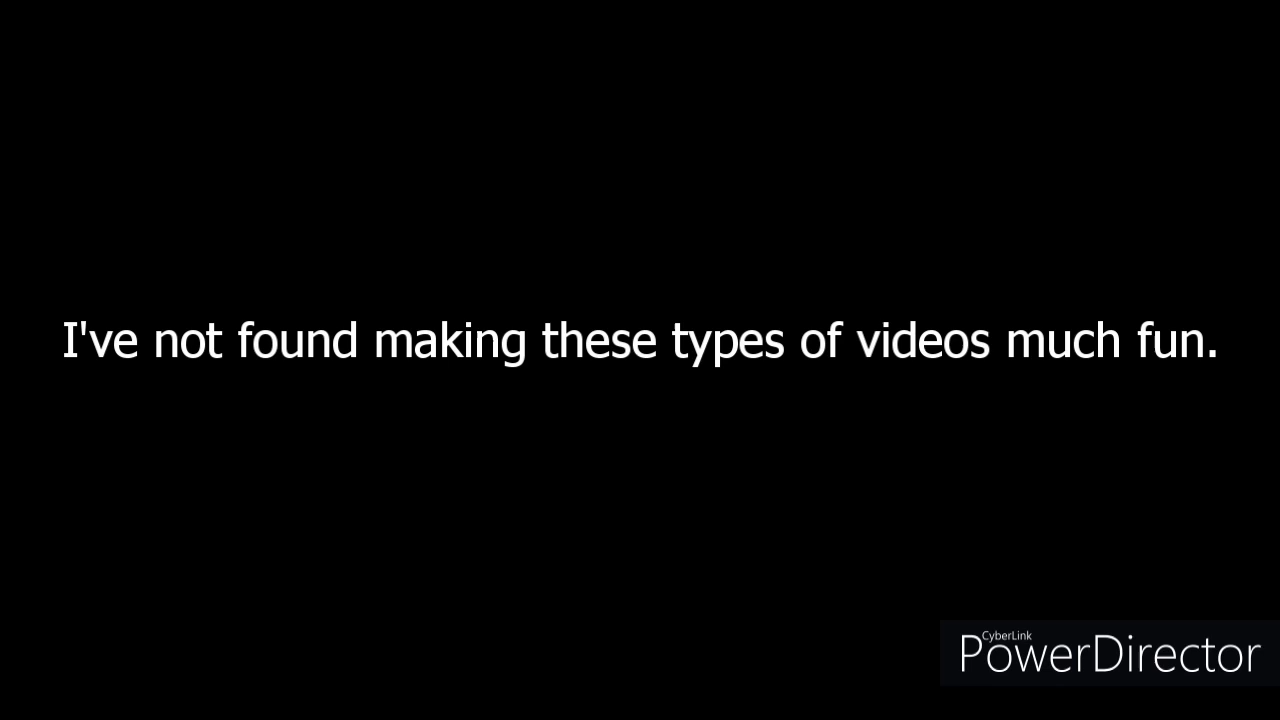 I've not found making these types of videos much fun.
CyberLink
PowerDirector